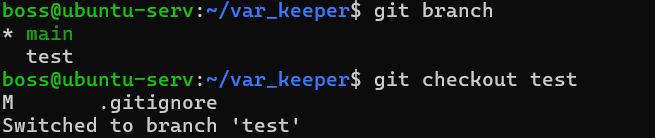 boss@ubuntu-serv:~/var_keeper$ git branch
* main
  test
boss@ubuntu-serv:~/var_keeper$ git checkout test
M       .gitignore
Switched to branch 'test'